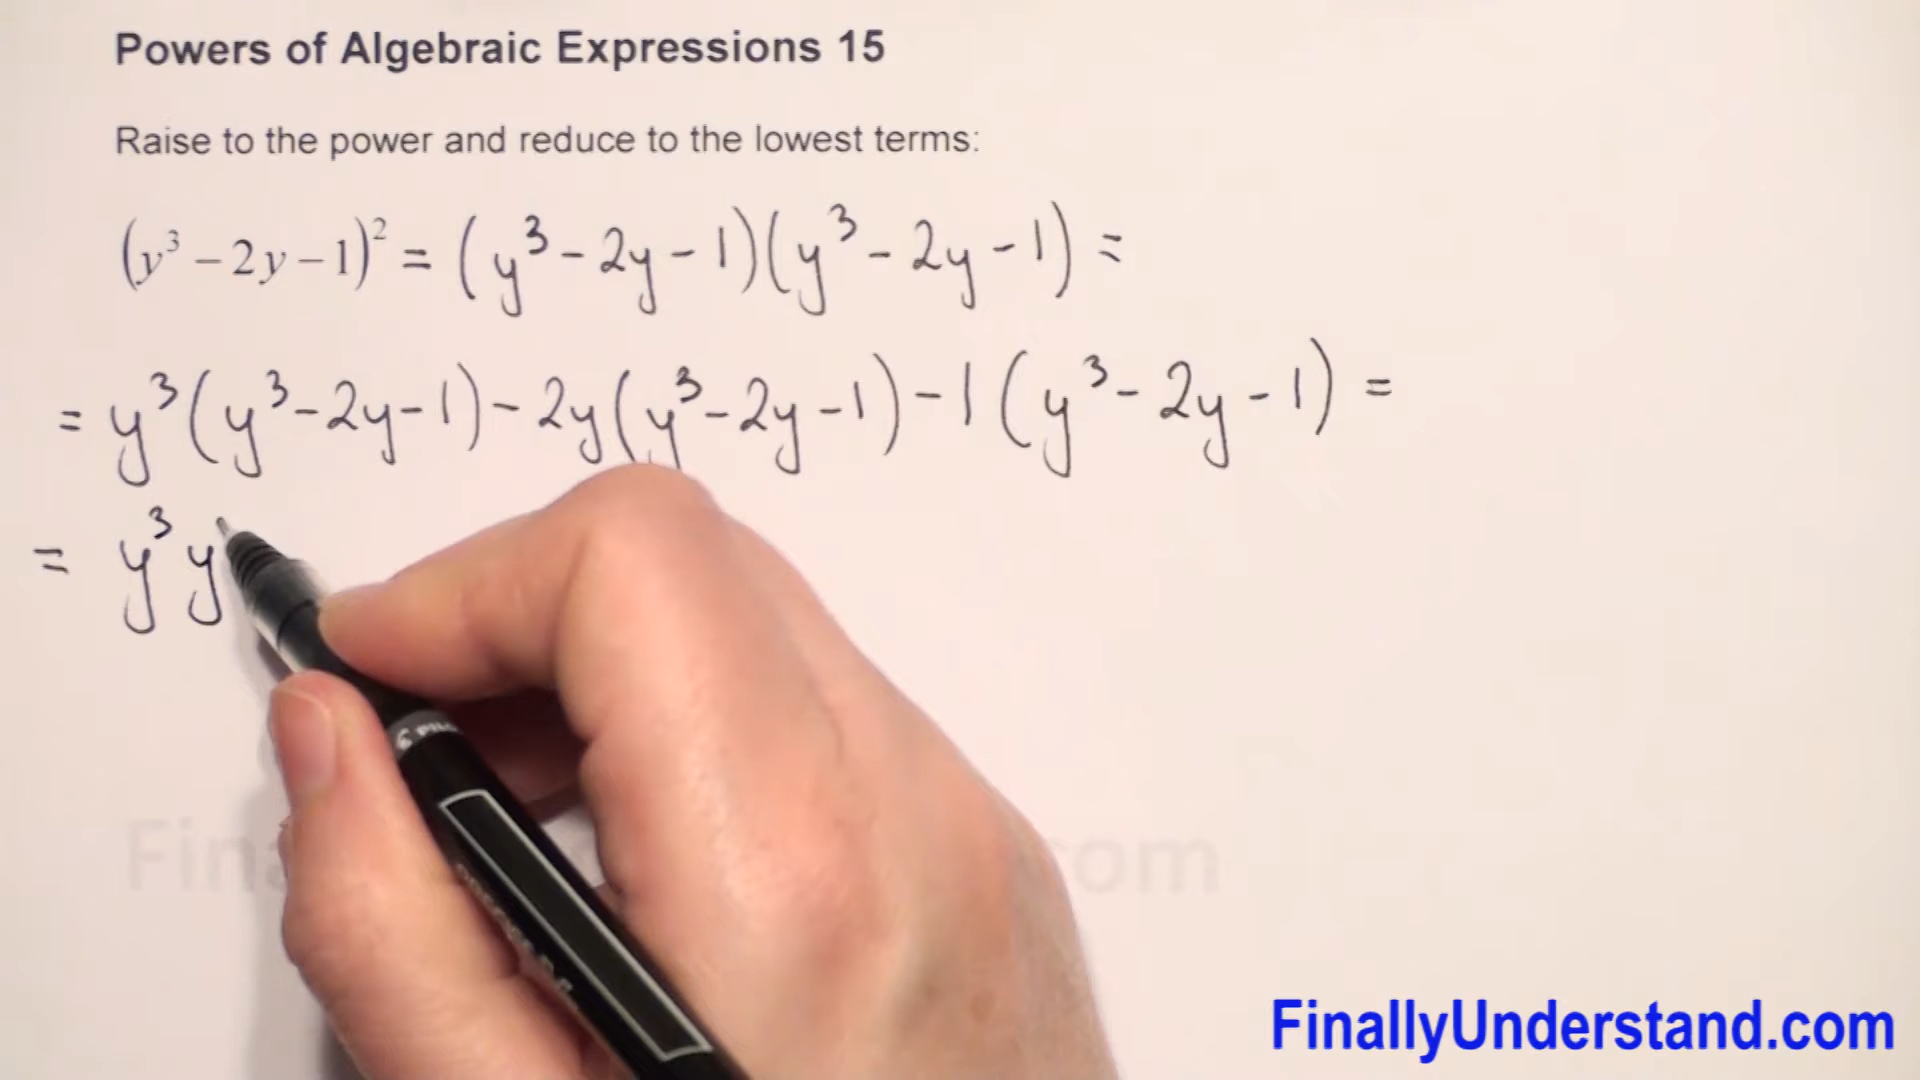 Powers of Algebraic Expressions 15
Raise to the power and reduce to the lowest terms:
(y³ – 2y – 1)² = (y³ - 2y - 1)(y³ - 2y - 1) =
= y³(y³ - 2y - 1) - 2y(y³ - 2y - 1) - 1(y³ - 2y - 1) =
= y³ y
FinallyUnderstand.com